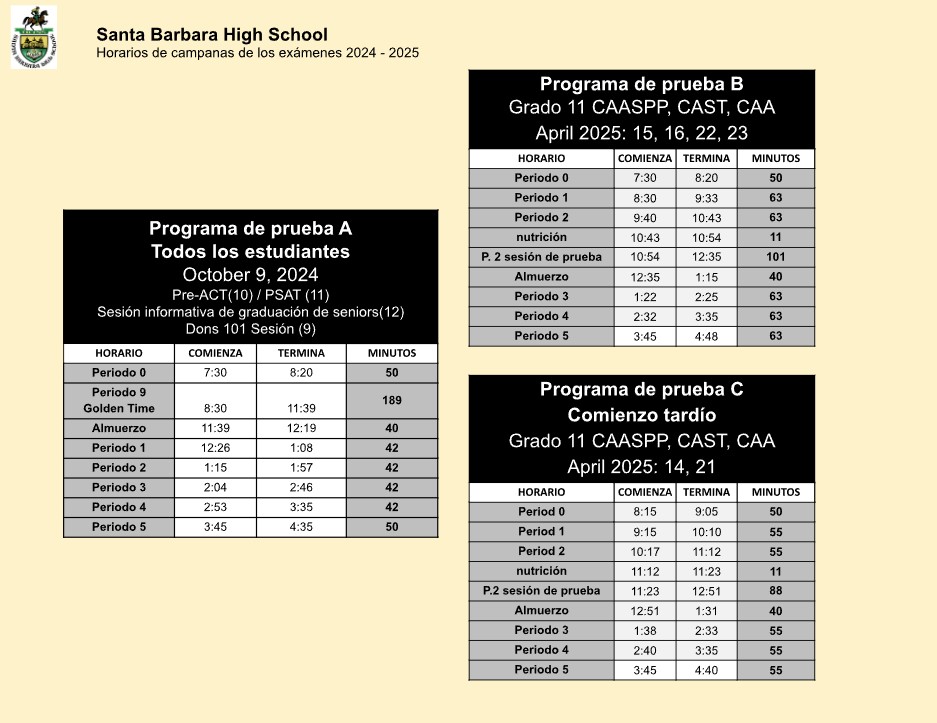 Santa Barbara High School
Horarios de campanas de los exámenes 2024 - 2025
Programa de prueba A
Todos los estudiantes
October 9, 2024
Pre-ACT(10) / PSAT (11)
Sesión informativa de graduación de seniors(12)
Dons 101 Sesión (9)
HORARIO COMIENZA TERMINA MINUTOS
Periodo 0 7:30 8:20 50
Periodo 9
Golden Time 8:30 11:39 189
Almuerzo 11:39 12:19 40
Periodo 1 12:26 1:08 42
Periodo 2 1:15 1:57 42
Periodo 3 2:04 2:46 42
Periodo 4 2:53 3:35 42
Periodo 5 3:45 4:35 50
Programa de prueba B
Grado 11 CAASPP, CAST, CAA
April 2025: 15, 16, 22, 23
HORARIO COMIENZA TERMINA MINUTOS
Periodo 0 7:30 8:20 50
Periodo 1 8:30 9:33 63
Periodo 2 9:40 10:43 63
nutrición 10:43 10:54 11
P. 2 sesión de prueba 10:54 12:35 101
Almuerzo 12:35 1:15 40
Periodo 3 1:22 2:25 63
Periodo 4 2:32 3:35 63
Periodo 5 3:45 4:48 63
Programa de prueba C
Comienzo tardío
Grado 11 CAASPP, CAST, CAA
April 2025: 14, 21
HORARIO COMIENZA TERMINA MINUTOS
Period 0 8:15 9:05 50
Period 1 9:15 10:10 55
Period 2 10:17 11:12 55
nutrición 11:12 11:23 11
P.2 sesión de prueba 11:23 12:51 88
Almuerzo 12:51 1:31 40
Periodo 3 1:38 2:33 55
Periodo 4 2:40 3:35 55
Periodo 5 3:45 4:40 55